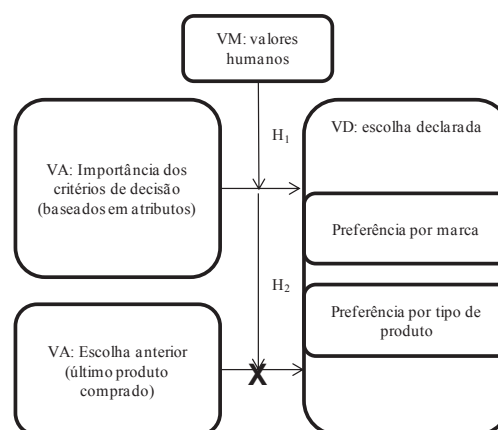 VM: valores
humanos
H1
VA: Importância dos
critérios de decisão
(baseados em atributos)
VD: escolha declarada
Preferência por marca
H2
Preferência por tipo de
produto
VA: Escolha anterior
(último produto
comprado)
X